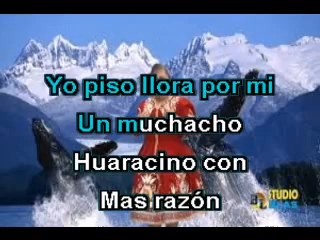 Yo piso llora por mi
Un muchacho
Huaracino con
Mas razón
STUDIO